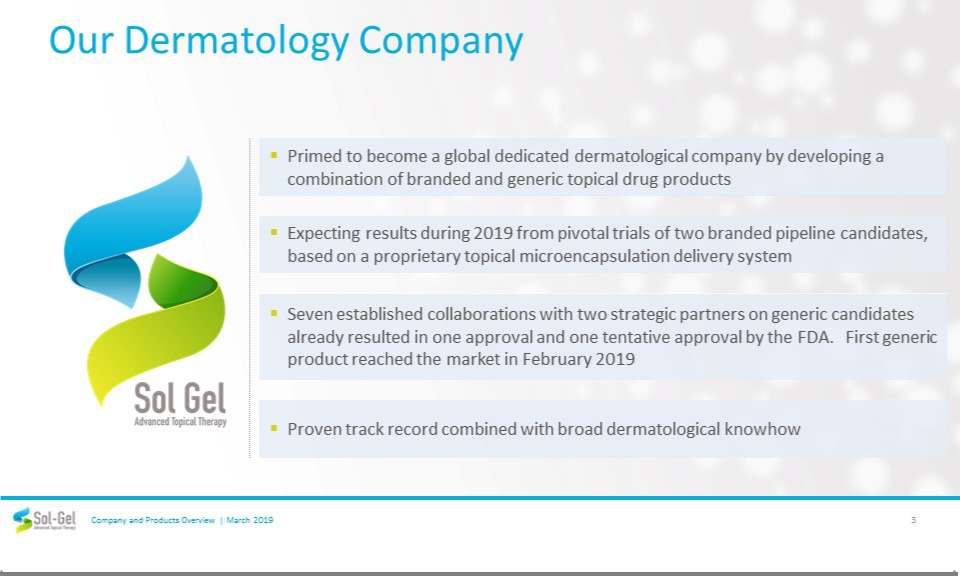 Our Dermatology Company
▪ Primed to become a global dedicated dermatological company by developing a
combination of branded and generic topical drug products
▪ Expecting results during 2019 from pivotal trials of two branded pipeline candidates,
based on a proprietary topical microencapsulation delivery system
▪ Seven established collaborations with two strategic partners on generic candidates
already resulted in one approval and one tentative approval by the FDA.   First generic
product reached the market in February 2019
▪ Proven track record combined with broad dermatological knowhow
Sol Gel
Advanced Topical Therapy
Sol-Gel
Advanced Topical Therapy
Company and Products Overview | March 2019
3